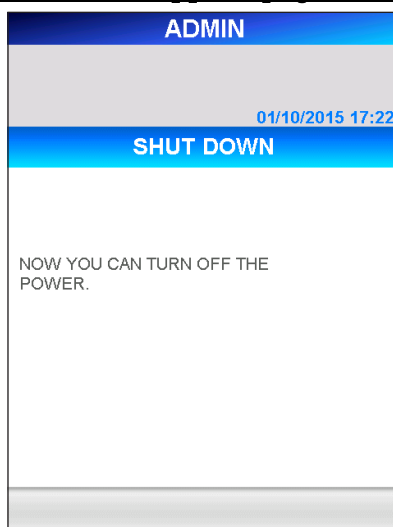 ADMIN
01/10/2015 17:22
SHUT DOWN
NOW YOU CAN TURN OFF THE
POWER.